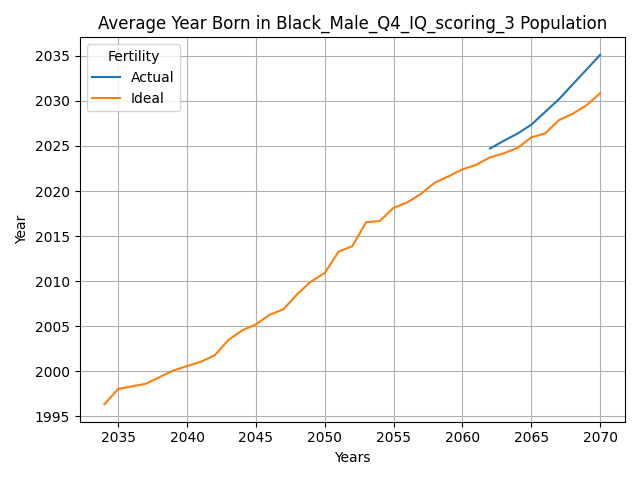 Average Year Born in Black_Male_Q4_IQ_scoring_3 Population
Fertility
Actual
Ideal
2035
2030
2025
2020
2015
2010
2005
2000
1995
Year
2035 2040 2045 2050 2055 2060 2065 2070
Years